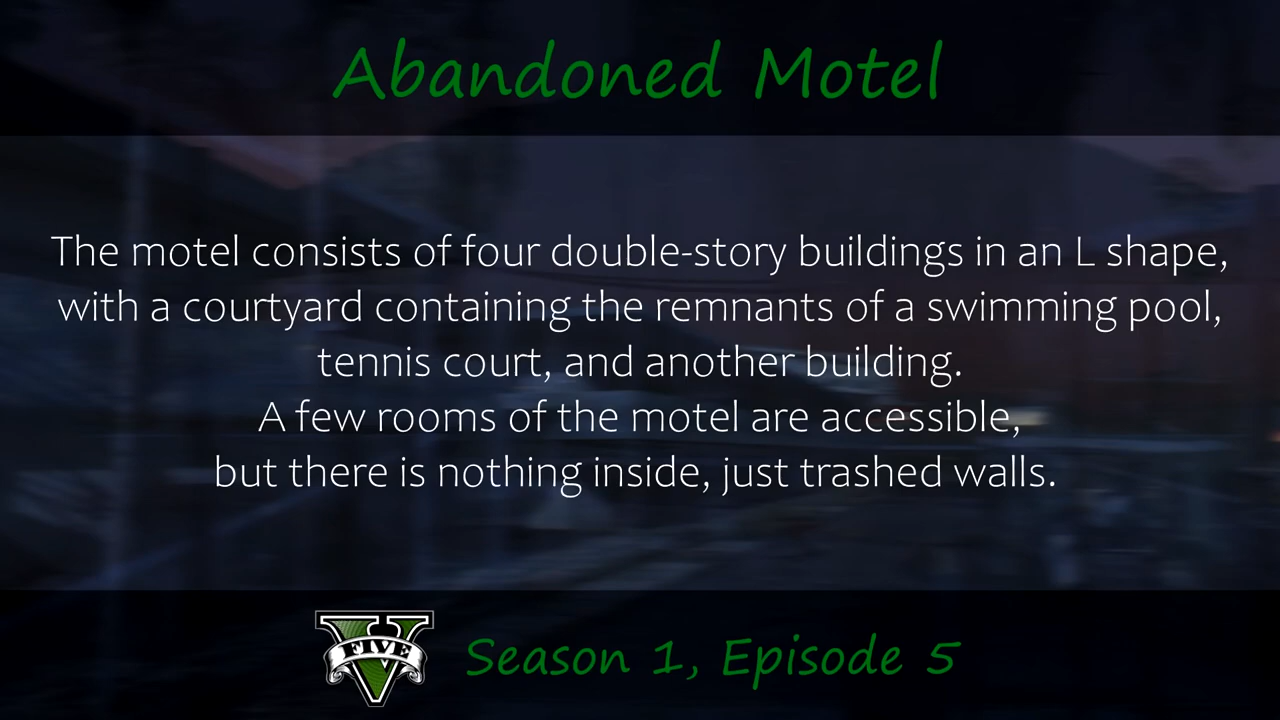 Abandoned Motel
The motel consists of four double-story buildings in an L shape,
with a courtyard containing the remnants of a swimming pool,
tennis court, and another building.
A few rooms of the motel are accessible,
but there is nothing inside, just trashed walls.
FIVE
Season 1, Episode 5